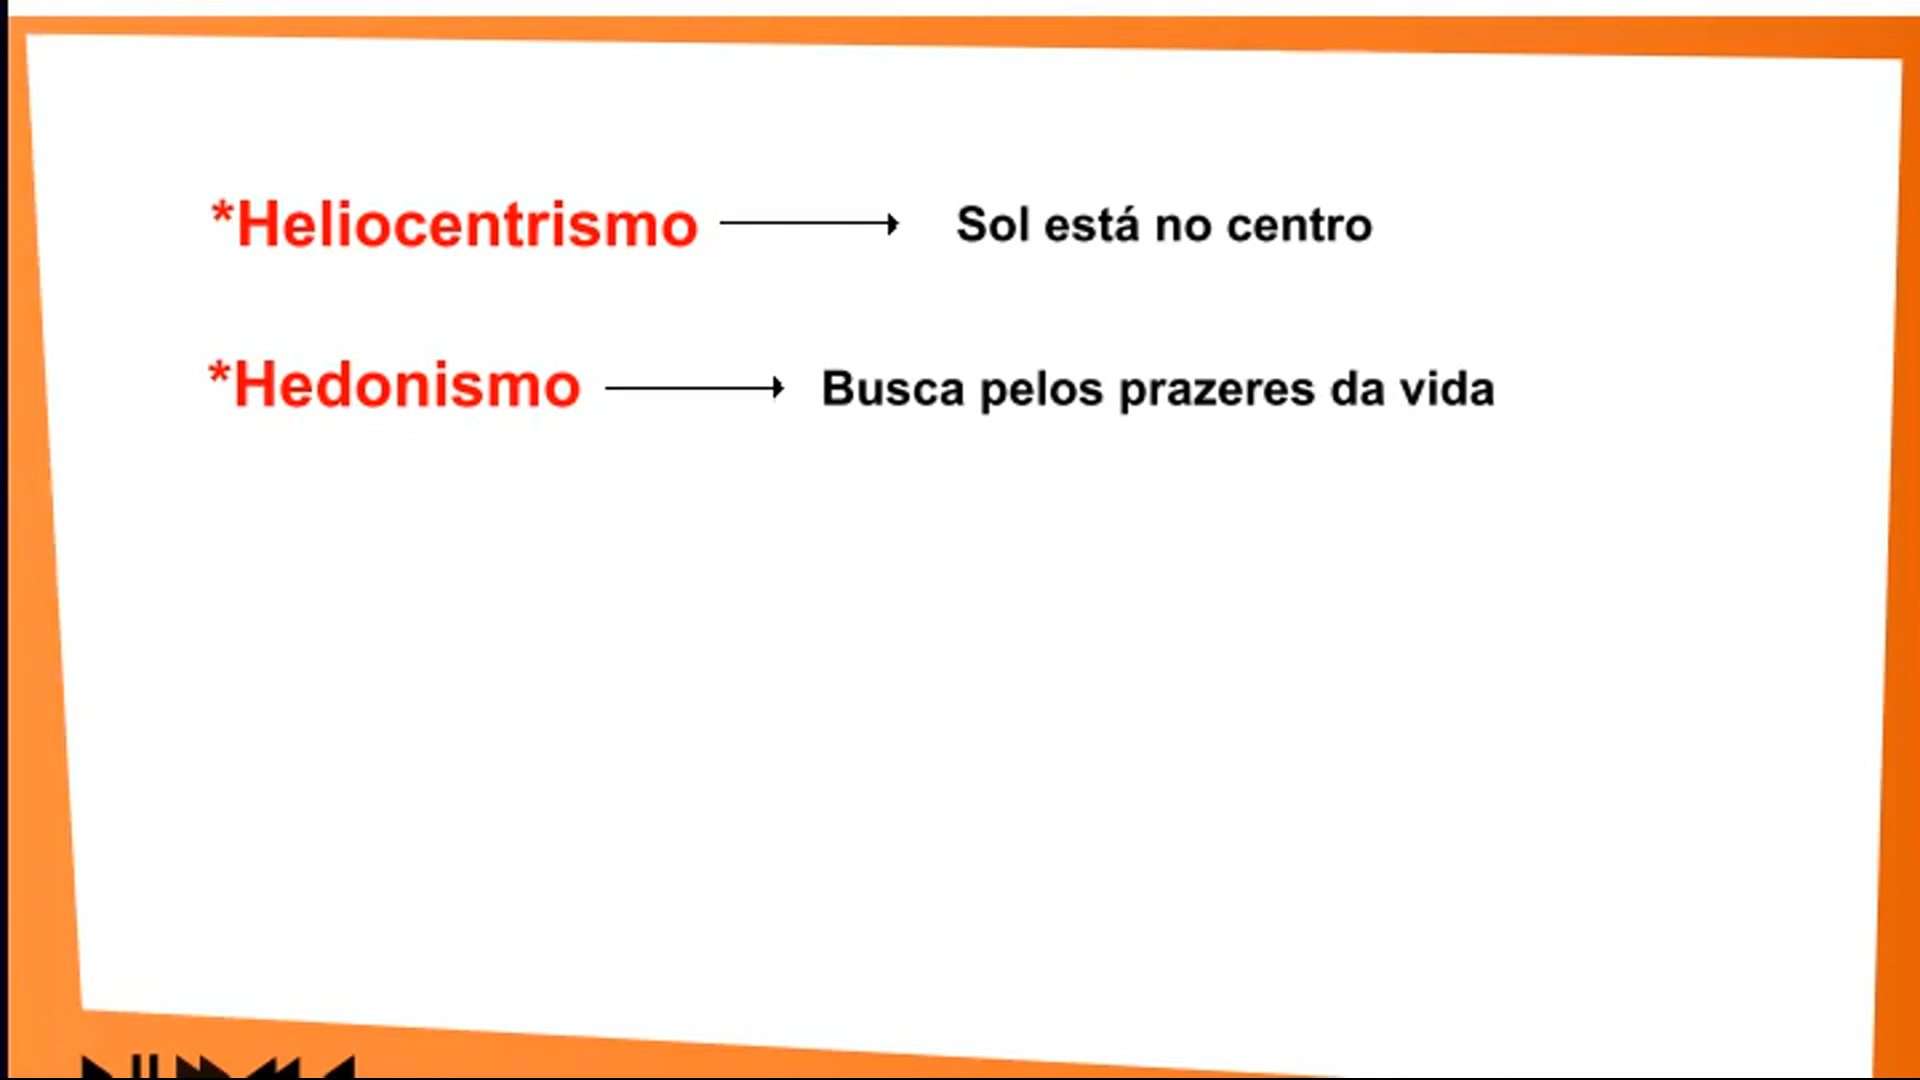 *Heliocentrismo Sol está no centro
*Hedonismo Busca pelos prazeres da vida